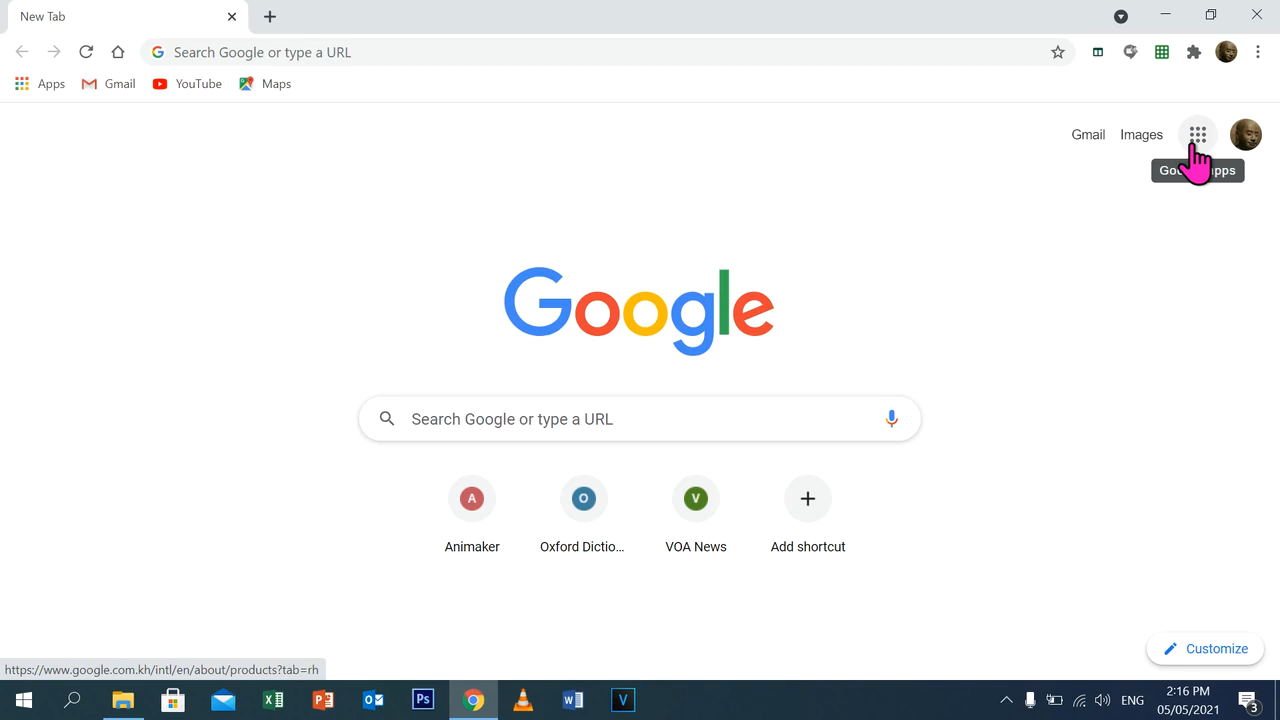 New Tab
Search Google or type a URL
Apps Gmail YouTube Maps
Gmail Images
apps
Google
Search Google or type a URL
A O V
Animaker Oxford Dictio... VOA News Add shortcut
Customize
https://www.google.com.kh/intl/en/about/products?tab=rh
Ps V ENG 2:16 PM
05/05/2021 3